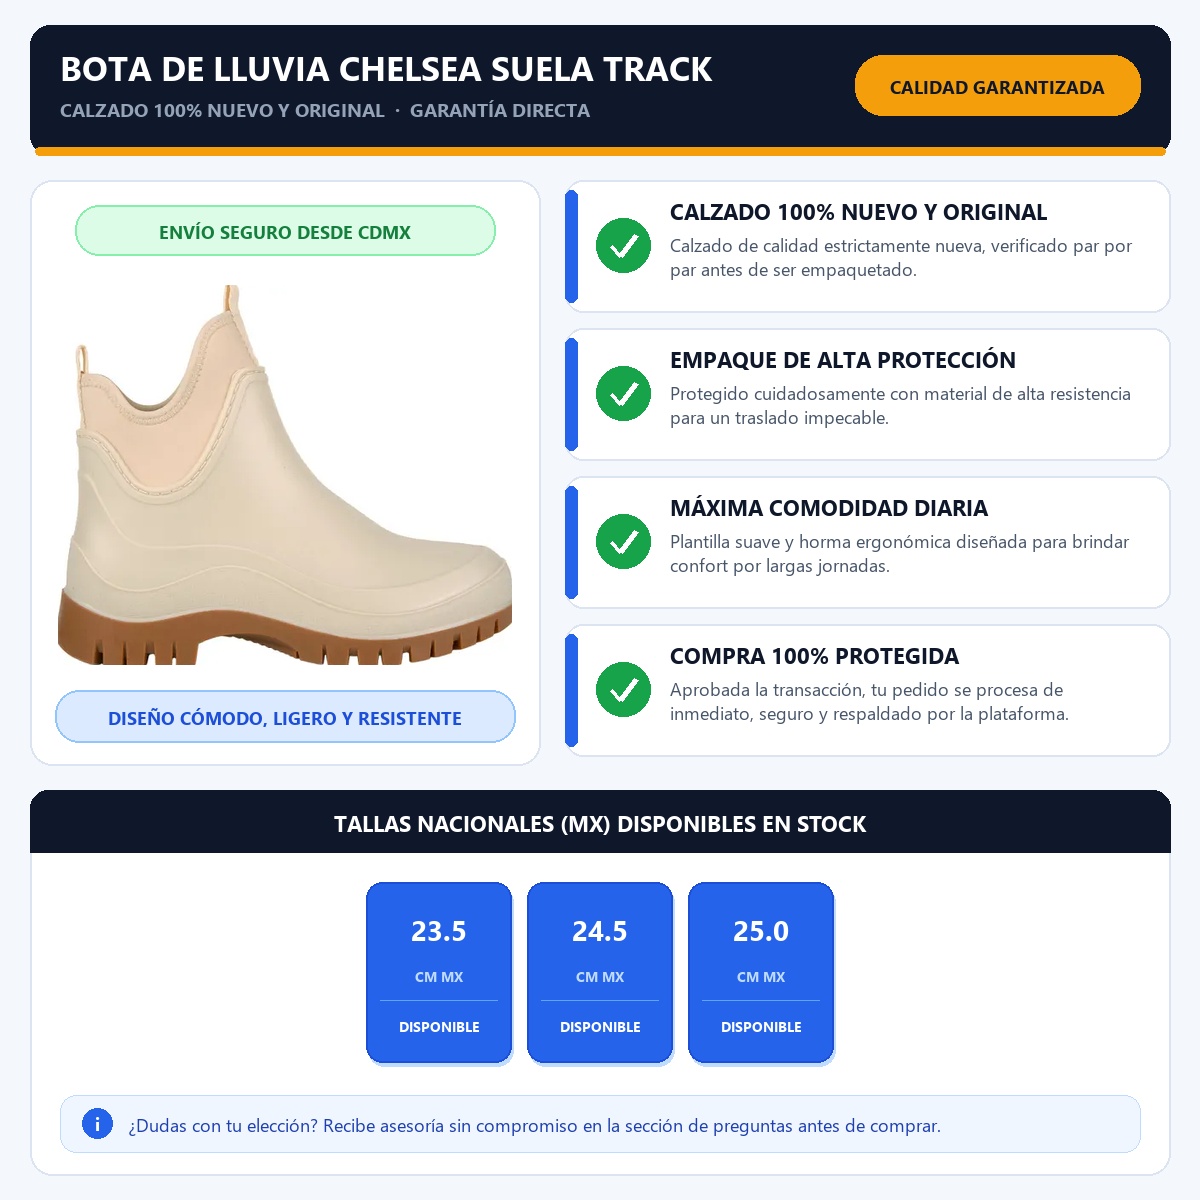 BOTA DE LLUVIA CHELSEA SUELA TRACK
CALZADO 100% NUEVO Y ORIGINAL · GARANTÍA DIRECTA
CALIDAD GARANTIZADA
ENVÍO SEGURO DESDE CDMX
DISEÑO CÓMODO, LIGERO Y RESISTENTE
CALZADO 100% NUEVO Y ORIGINAL
Calzado de calidad estrictamente nueva, verificado par por
par antes de ser empaquetado.
EMPAQUE DE ALTA PROTECCIÓN
Protegido cuidadosamente con material de alta resistencia
para un traslado impecable.
MÁXIMA COMODIDAD DIARIA
Plantilla suave y horma ergonómica diseñada para brindar
confort por largas jornadas.
COMPRA 100% PROTEGIDA
Aprobada la transacción, tu pedido se procesa de
inmediato, seguro y respaldado por la plataforma.
TALLAS NACIONALES (MX) DISPONIBLES EN STOCK
23.5
CM MX
DISPONIBLE
24.5
CM MX
DISPONIBLE
25.0
CM MX
DISPONIBLE
¿Dudas con tu elección? Recibe asesoría sin compromiso en la sección de preguntas antes de comprar.